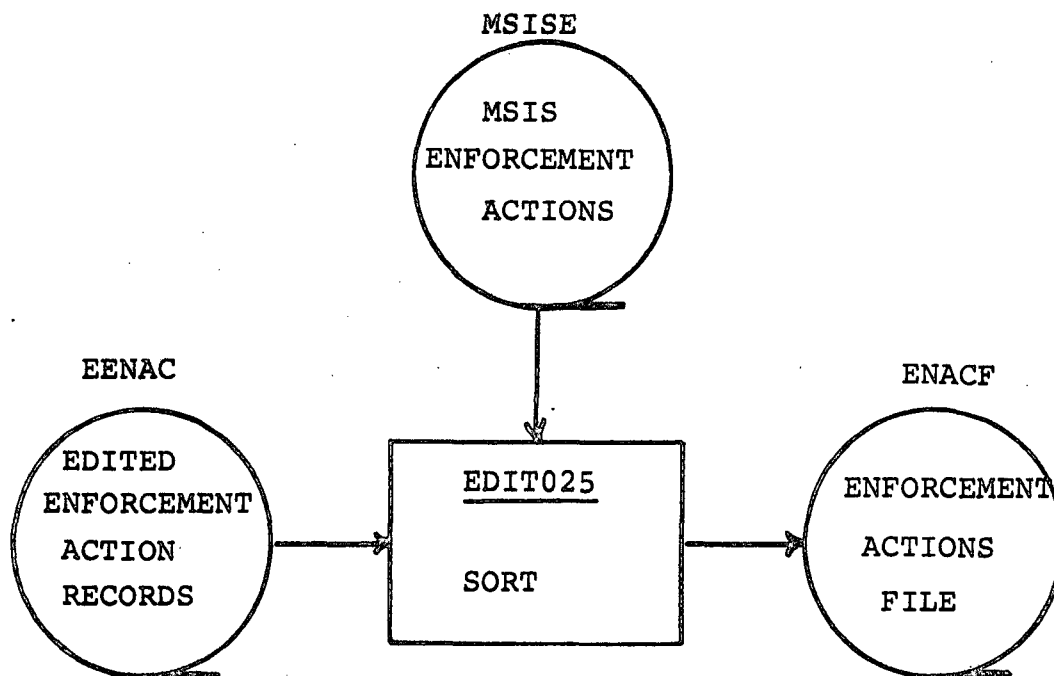 MSISE
MSIS
ENFORCEMENT
ACTIONS
EENAC
EDITED
ENFORCEMENT
ACTION
RECORDS
EDIT025
SORT
ENACF
ENFORCEMENT
ACTIONS
FILE